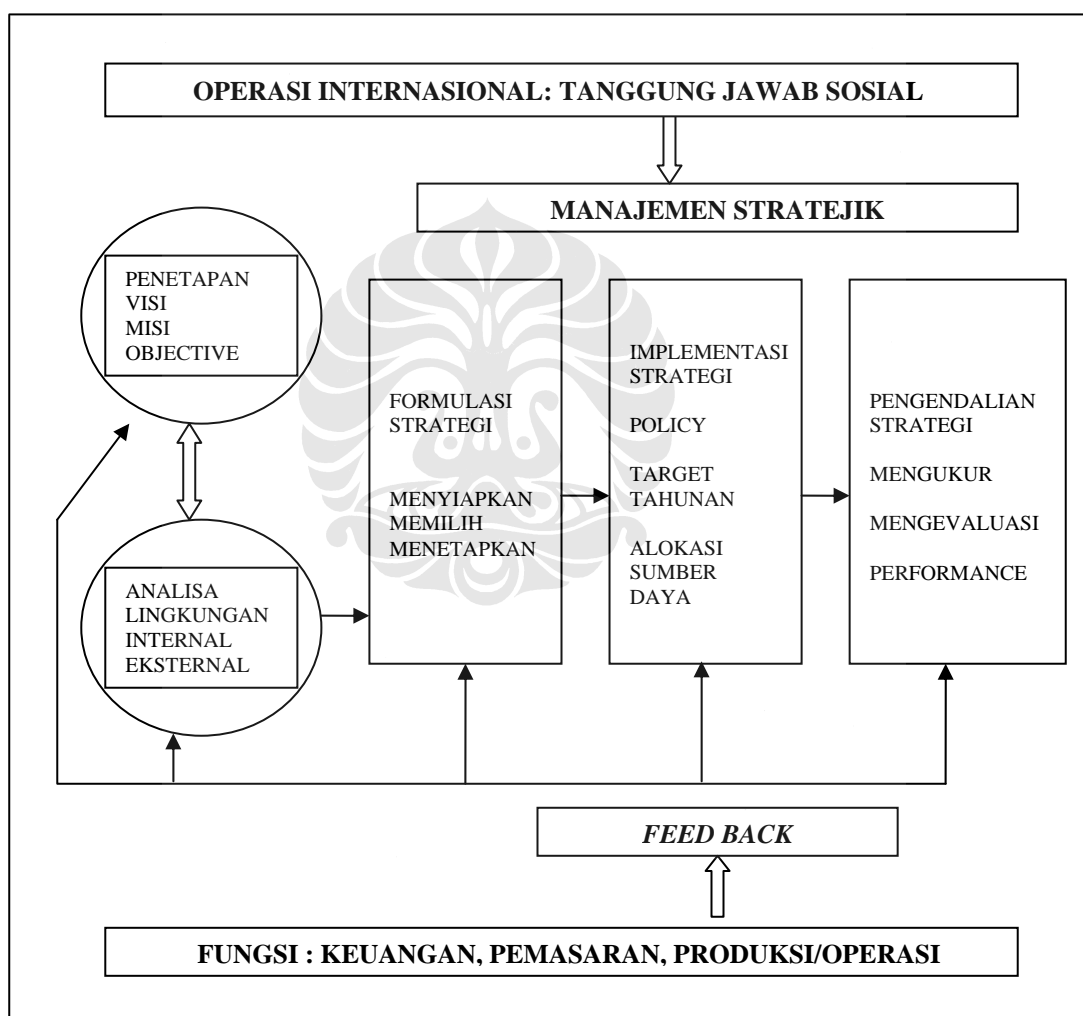 OPERASI INTERNASIONAL: TANGGUNG JAWAB SOSIAL
MANAJEMEN STRATEJIK
PENETAPAN
VISI
MISI
OBJECTIVE
ANALISA
LINGKUNGAN
INTERNAL
EKSTERNAL
FORMULASI
STRATEGI
MENYIAPKAN
MEMILIH
MENETAPKAN
IMPLEMENTASI
STRATEGI
POLICY
TARGET
TAHUNAN
ALOKASI
SUMBER
DAYA
PENGENDALIAN
STRATEGI
MENGUKUR
MENGEVALUASI
PERFORMANCE
FEED BACK
FUNGSI : KEUANGAN, PEMASARAN, PRODUKSI/OPERASI